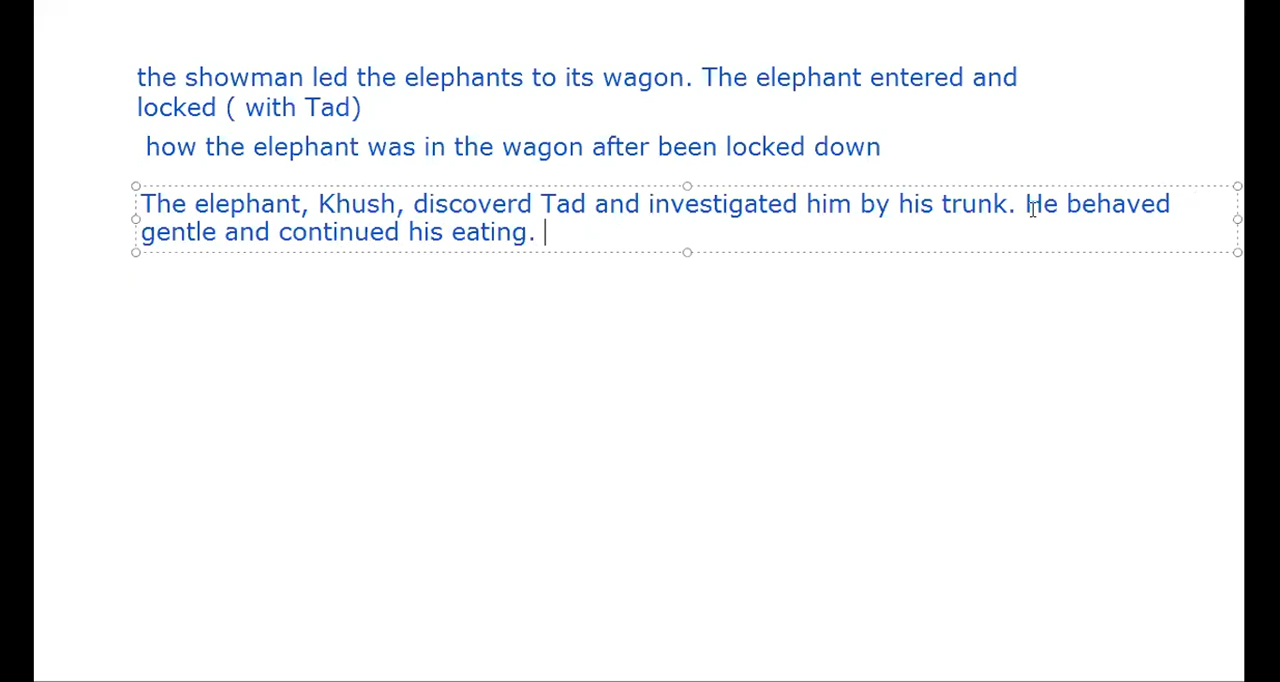 the showman led the elephants to its wagon. The elephant entered and
locked ( with Tad)
how the elephant was in the wagon after been locked down
The elephant, Khush, discoverd Tad and investigated him by his trunk. He behaved
gentle and continued his eating.